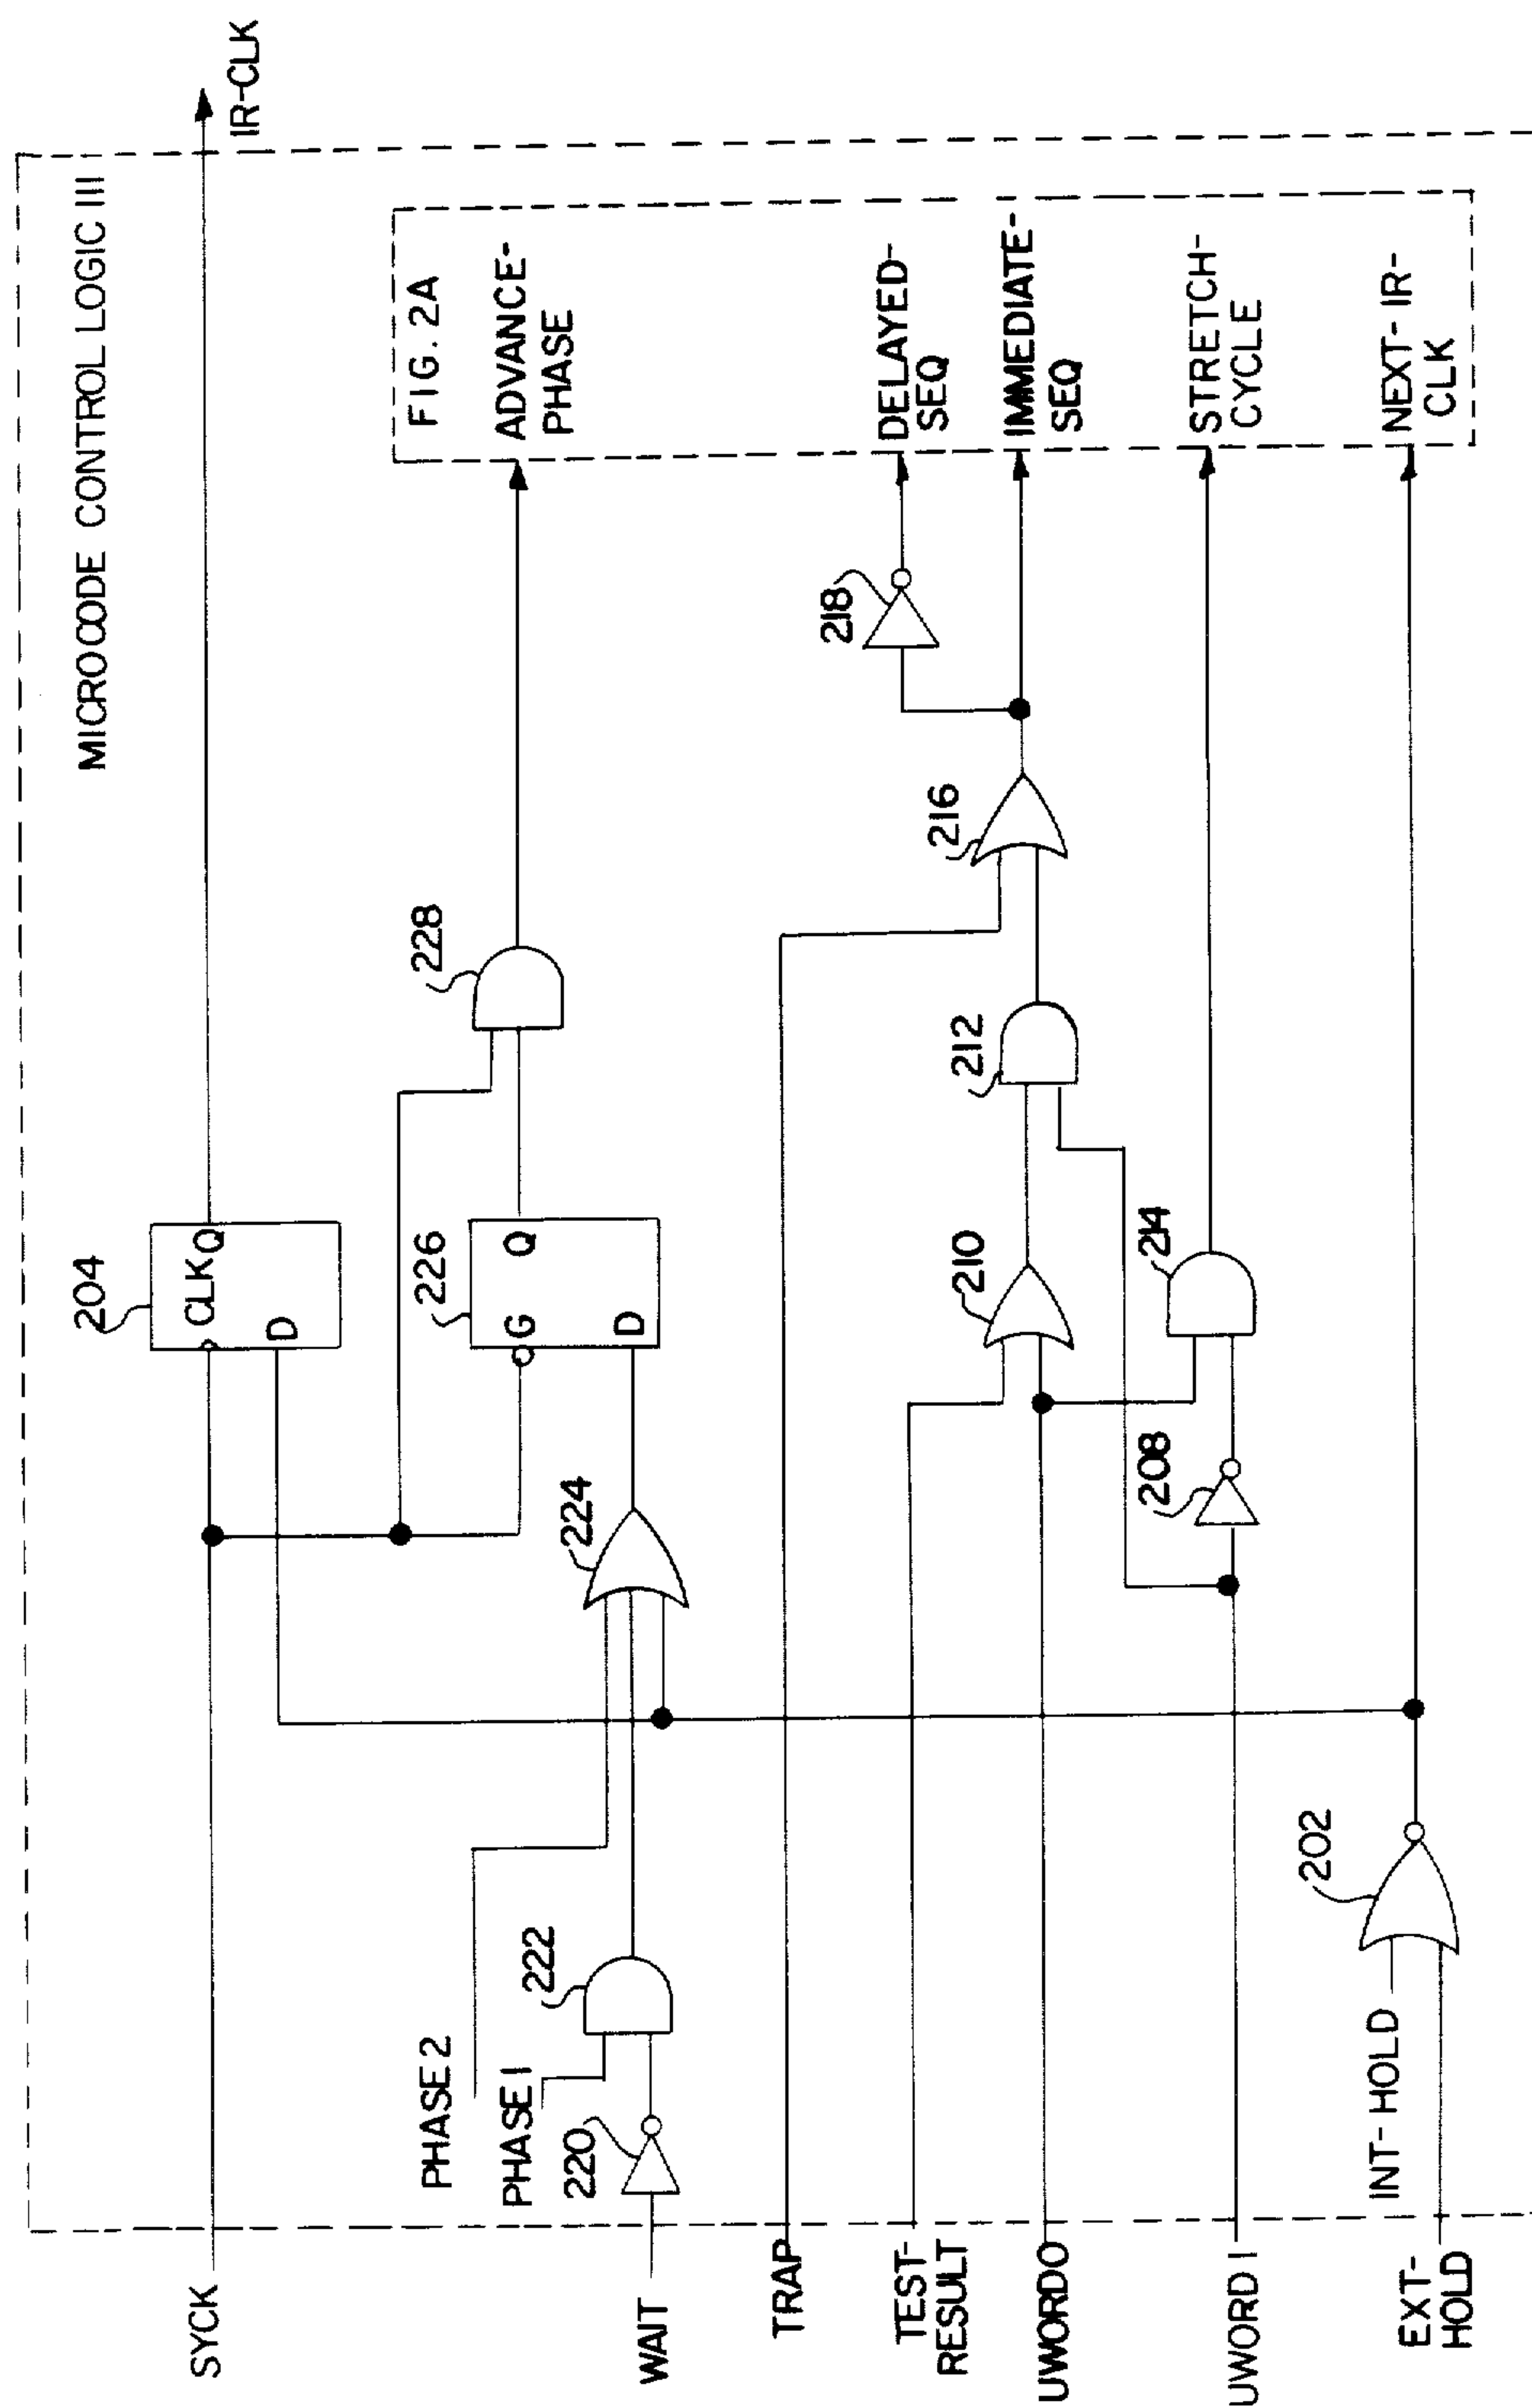 MICROCODE CONTROL LOGIC 111
SYCK
204
CLK Q
D
IR-CLK
FIG. 2A
PHASE 2
PHASE 1
WAIT
220
222
224
226
G Q
D
228
ADVANCE-
PHASE
TRAP
TEST-
RESULT
UWORD0
UWORD1
210
212
216
218
DELAYED-
SEQ
IMMEDIATE-
SEQ
208
214
STRETCH-
CYCLE
INT-HOLD
EXT-
HOLD
202
NEXT-IR-
CLK